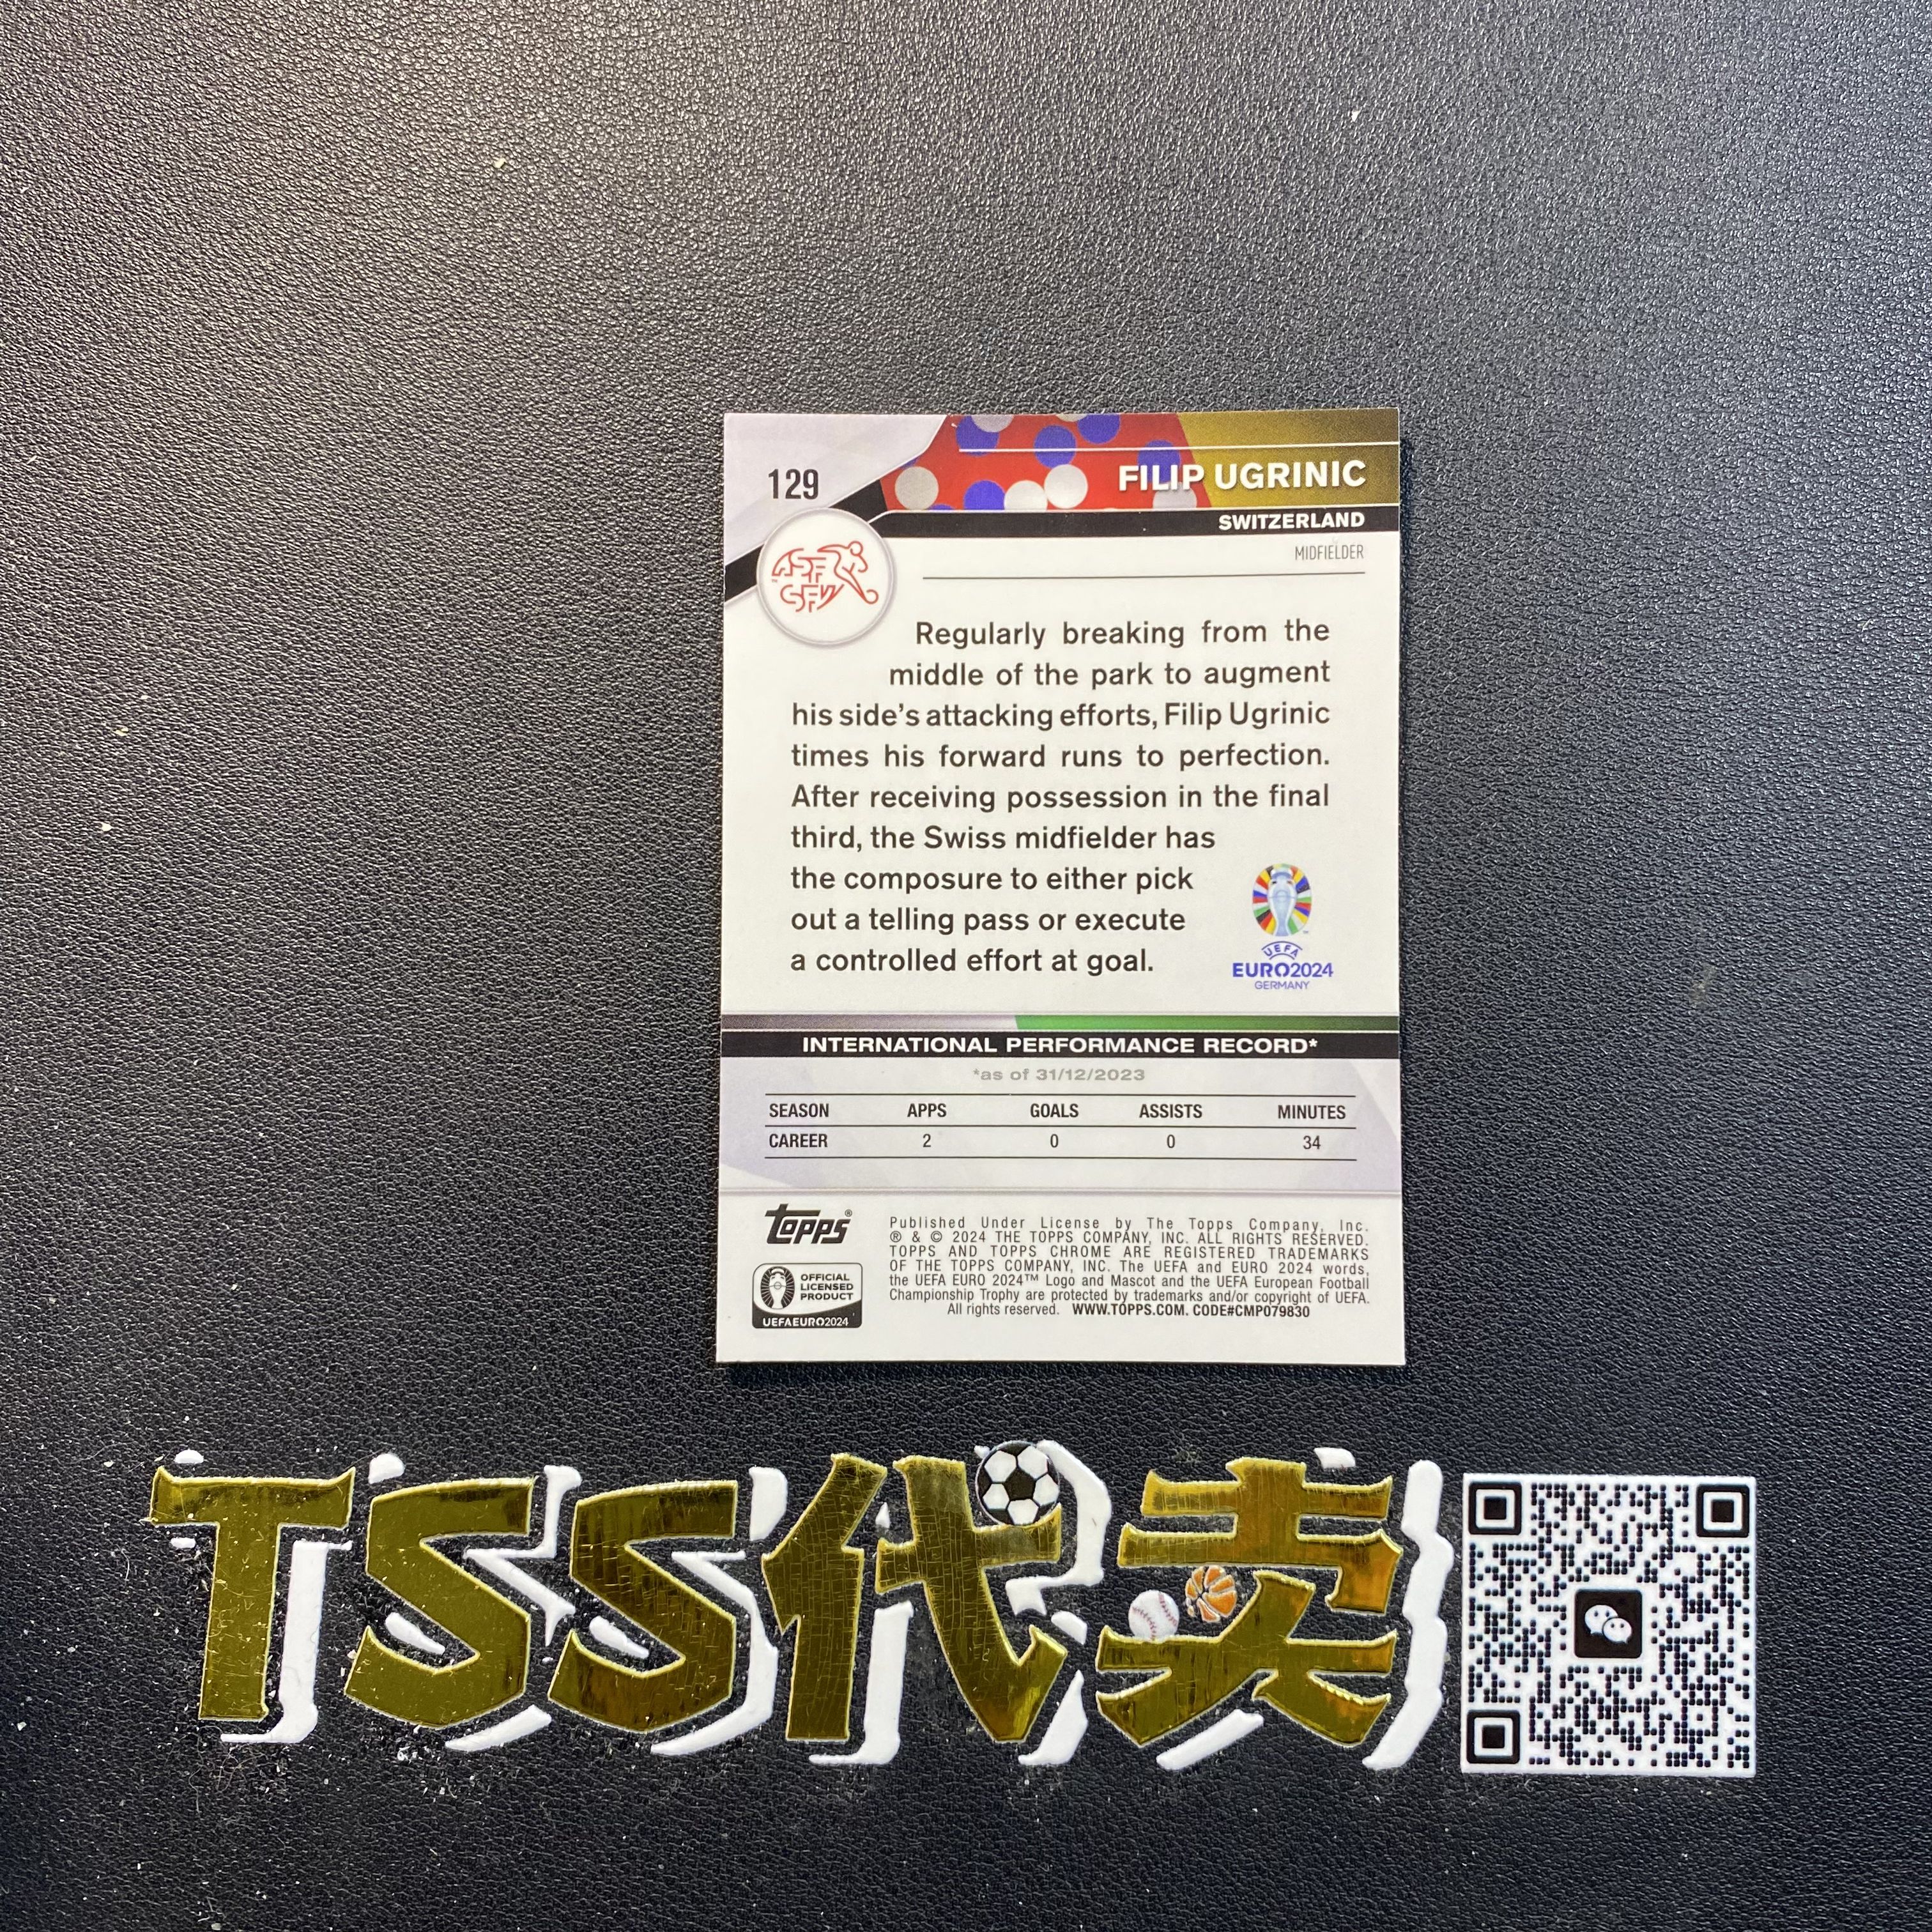 129
FILIP UGRINIC
SWITZERLAND
MIDFIELDER
ASF
SFV
Regularly breaking from the
middle of the park to augment
his side's attacking efforts, Filip Ugrinic
times his forward runs to perfection.
After receiving possession in the final
third, the Swiss midfielder has
the composure to either pick
out a telling pass or execute
a controlled effort at goal.
UEFA
EURO2024
GERMANY
INTERNATIONAL PERFORMANCE RECORD*
*as of 31/12/2023
SEASON APPS GOALS ASSISTS MINUTES
CAREER 2 0 0 34
topps®
OFFICIAL
LICENSED
PRODUCT
UEFAEURO2024
Published Under License by The Topps Company, Inc.
® & © 2024 THE TOPPS COMPANY, INC. ALL RIGHTS RESERVED.
TOPPS AND TOPPS CHROME ARE REGISTERED TRADEMARKS
OF THE TOPPS COMPANY, INC. The UEFA and EURO 2024 words,
the UEFA EURO 2024™ Logo and Mascot and the UEFA European Football
Championship Trophy are protected by trademarks and/or copyright of UEFA.
All rights reserved. WWW.TOPPS.COM. CODE#CMP079830
TSS代卖